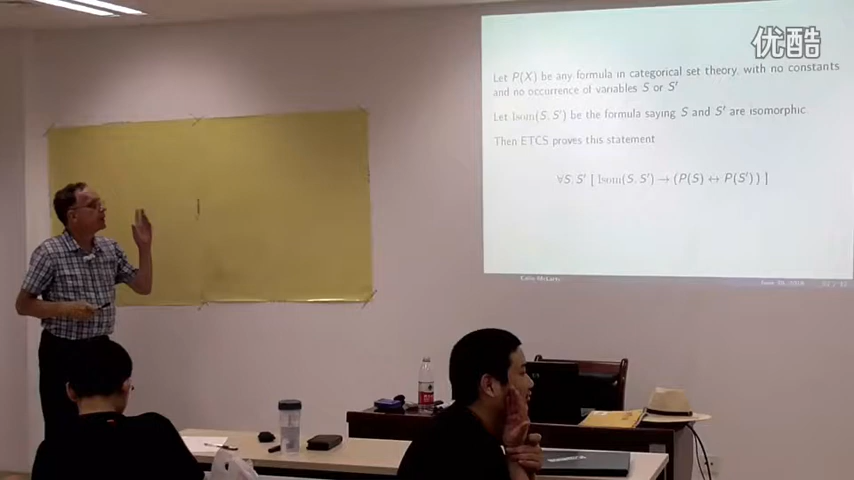 优酷
Let P(X) be any formula in categorical set theory, with no constants
and no occurrence of variables S or S′
Let Isom(S, S′) be the formula saying S and S′ are isomorphic
Then ETCS proves this statement
∀S, S′ [ Isom(S, S′) → (P(S) ↔ P(S′)) ]
Colin McLarty